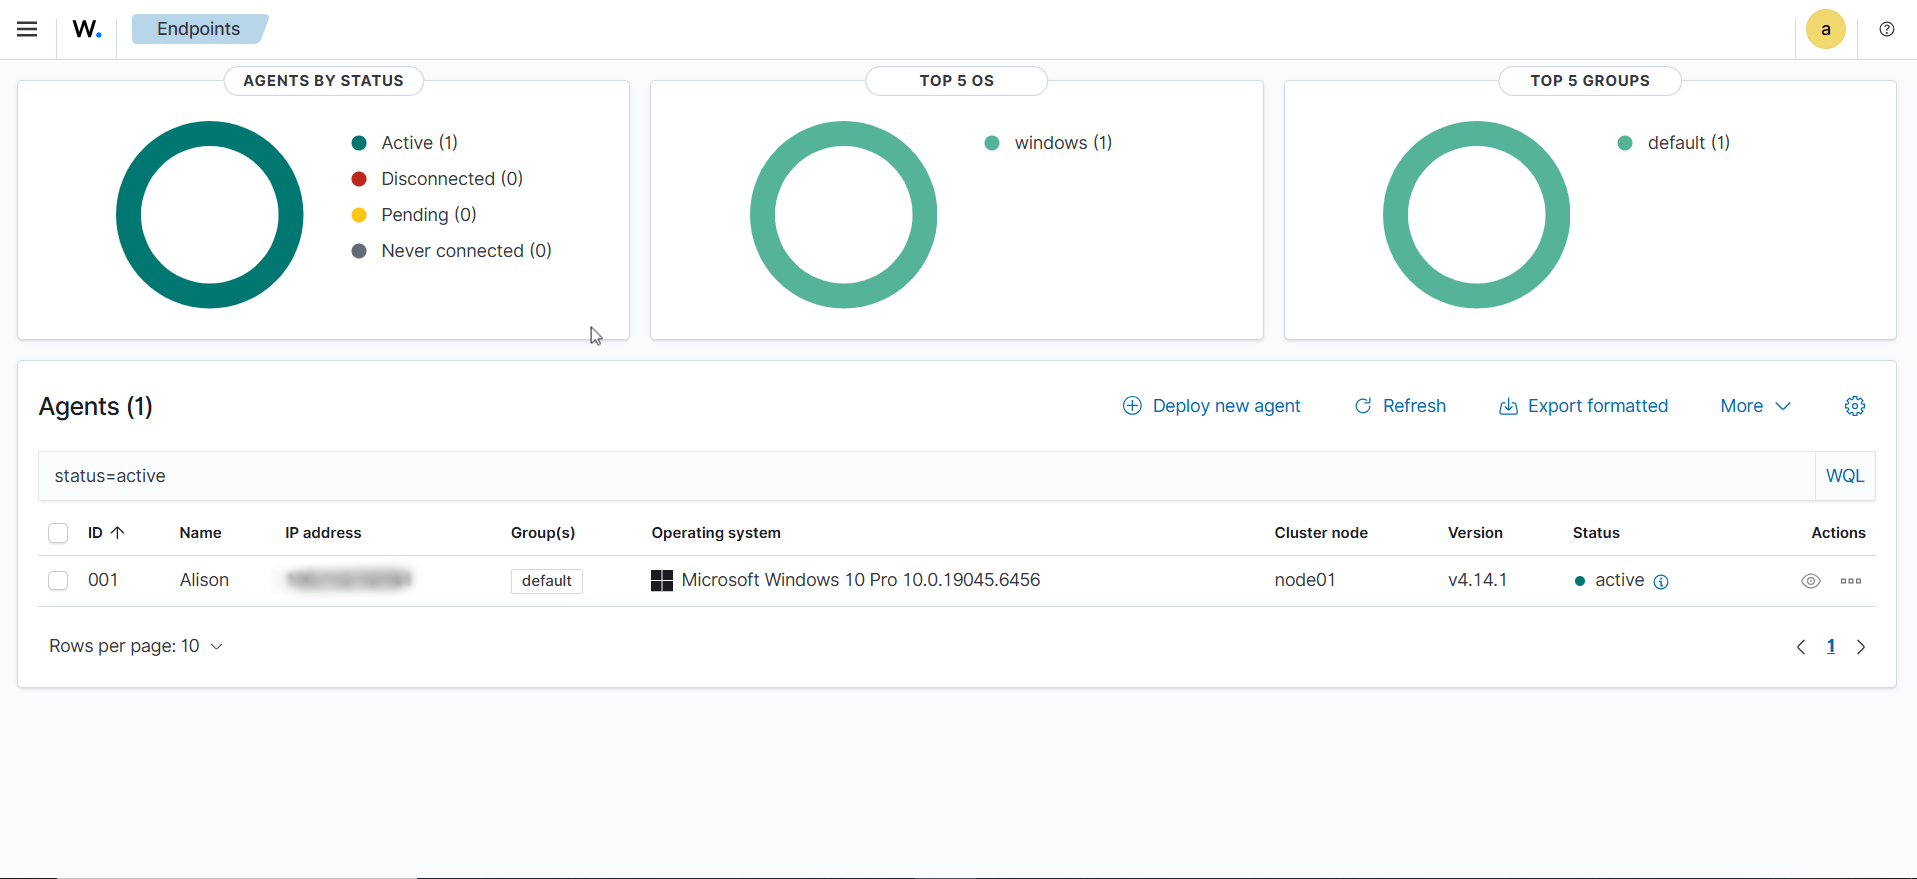 W.
Endpoints
a
AGENTS BY STATUS
Active (1)
Disconnected (0)
Pending (0)
Never connected (0)
TOP 5 OS
windows (1)
TOP 5 GROUPS
default (1)
Agents (1)
Deploy new agent
Refresh
Export formatted
More
status=active
WQL
ID Name IP address Group(s) Operating system Cluster node Version Status Actions
001 Alison default Microsoft Windows 10 Pro 10.0.19045.6456 node01 v4.14.1 active
Rows per page: 10
1